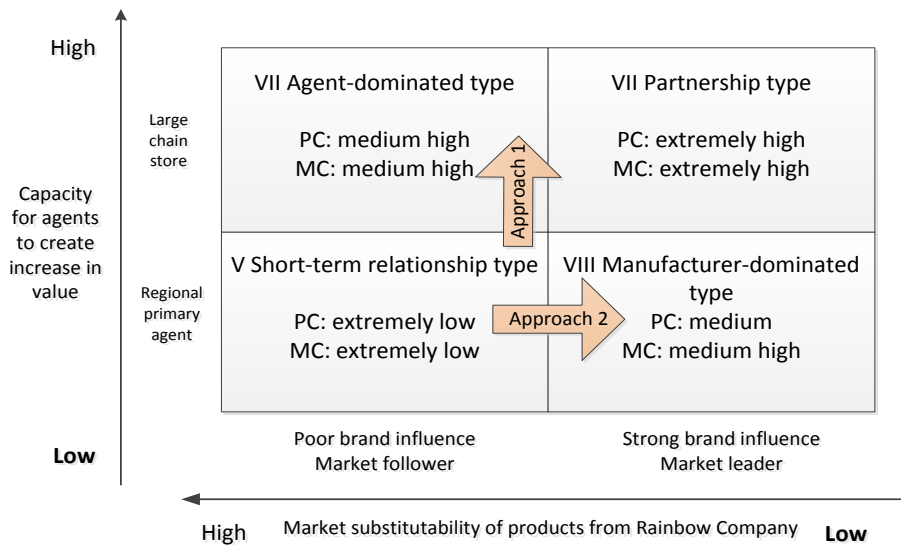 High
Large
chain
store
Capacity
for agents
to create
increase in
value
Regional
primary
agent
Low
VII Agent-dominated type
PC: medium high
MC: medium high
VII Partnership type
PC: extremely high
MC: extremely high
Approach 1
V Short-term relationship type
PC: extremely low
MC: extremely low
Approach 2
VIII Manufacturer-dominated
type
PC: medium
MC: medium high
Poor brand influence
Market follower
Strong brand influence
Market leader
High Market substitutability of products from Rainbow Company Low